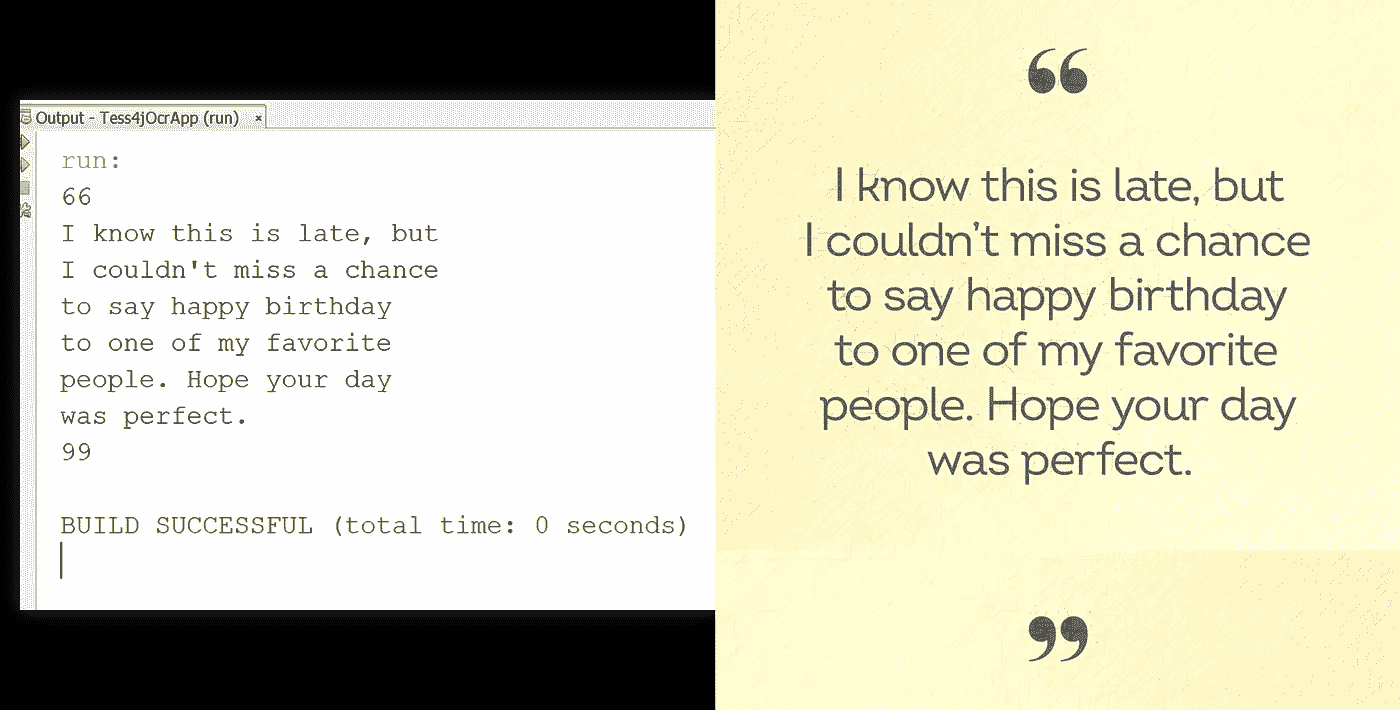 Output - Tess4jOcrApp (run) ×
run:
66
I know this is late, but
I couldn't miss a chance
to say happy birthday
to one of my favorite
people. Hope your day
was perfect.
99
BUILD SUCCESSFUL (total time: 0 seconds)
“
I know this is late, but
I couldn’t miss a chance
to say happy birthday
to one of my favorite
people. Hope your day
was perfect.
”